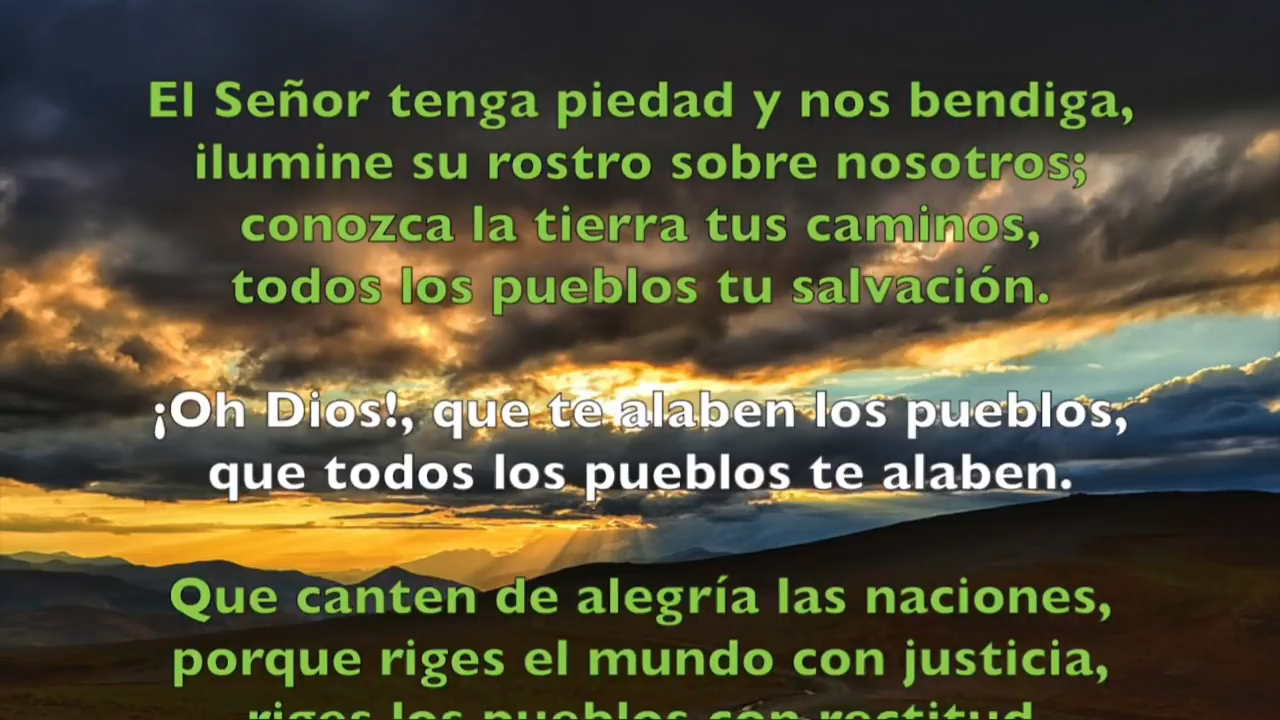 El Señor tenga piedad y nos bendiga,
ilumine su rostro sobre nosotros;
conozca la tierra tus caminos,
todos los pueblos tu salvación.
¡Oh Dios!, que te alaben los pueblos,
que todos los pueblos te alaben.
Que canten de alegría las naciones,
porque riges el mundo con justicia,
riges los pueblos con rectitud